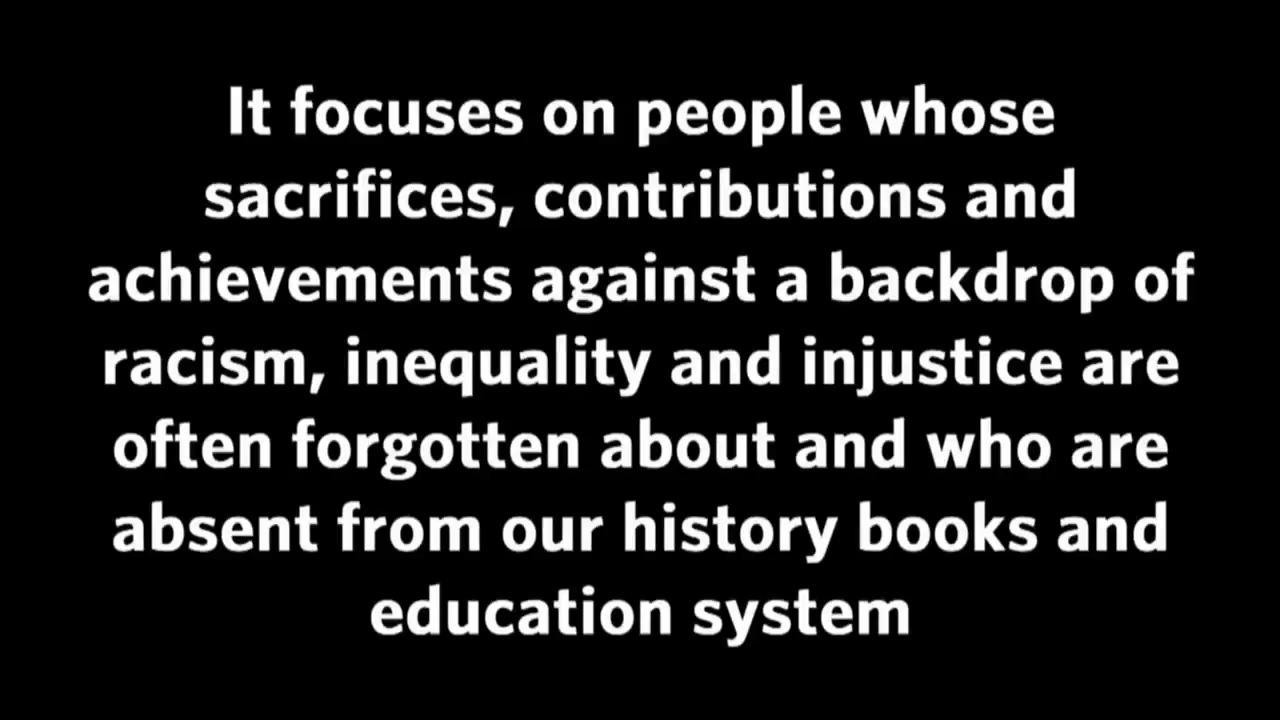 It focuses on people whose
sacrifices, contributions and
achievements against a backdrop of
racism, inequality and injustice are
often forgotten about and who are
absent from our history books and
education system